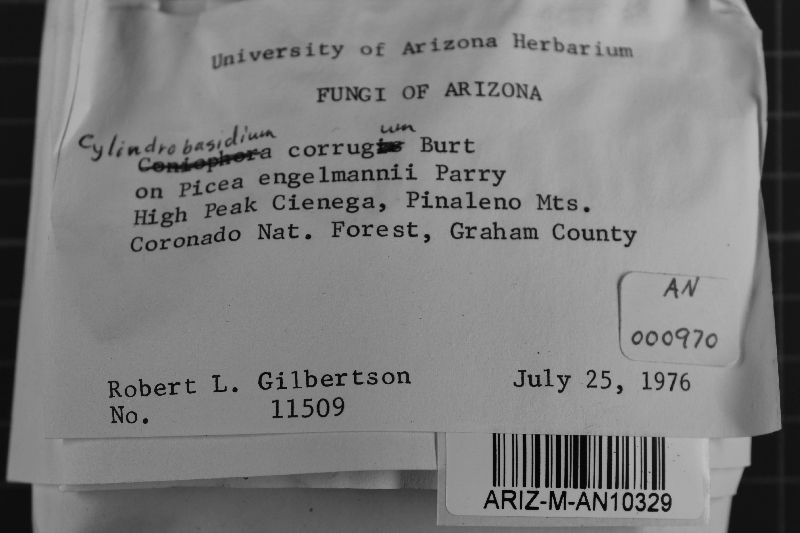 University of Arizona Herbarium
FUNGI OF ARIZONA
Cylindrobasidium um
Coniophora corrugis Burt
on Picea engelmannii Parry
High Peak Cienega, Pinaleno Mts.
Coronado Nat. Forest, Graham County
AN
000970
Robert L. Gilbertson July 25, 1976
No. 11509
ARIZ-M-AN10329